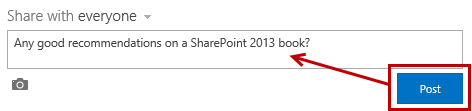 Share with everyone
Any good recommendations on a SharePoint 2013 book?
Post